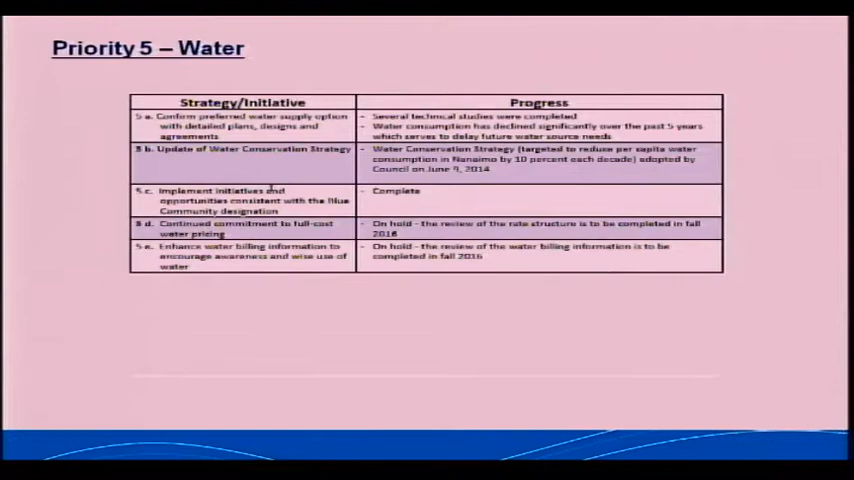 Priority 5 – Water
Strategy/Initiative
Progress
5 a. Confirm preferred water supply option
with detailed plans, designs and
agreements
- Several technical studies were completed
- Water consumption has declined significantly over the past 5 years
which serves to delay future water source needs
5 b. Update of Water Conservation Strategy
- Water Conservation Strategy (targeted to reduce per capita water
consumption in Nanaimo by 10 percent each decade) adopted by
Council on June 9, 2014
5 c. Implement initiatives and
opportunities consistent with the Blue
Community designation
- Complete
5 d. Continued commitment to full-cost
water pricing
- On hold - the review of the rate structure is to be completed in fall
2016
5 e. Enhance water billing information to
encourage awareness and wise use of
water
- On hold - the review of the water billing information is to be
completed in fall 2016